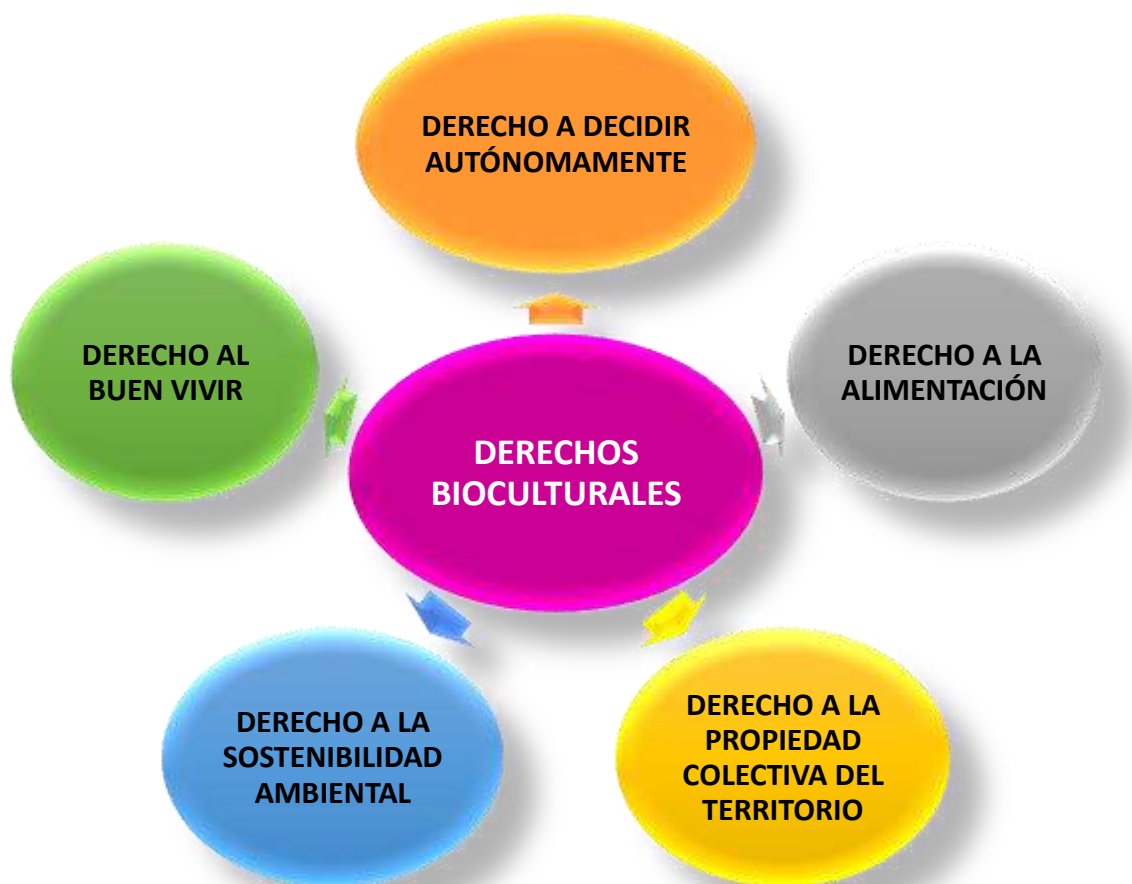 DERECHO A DECIDIR
AUTÓNOMAMENTE
DERECHO AL
BUEN VIVIR
DERECHO A LA
ALIMENTACIÓN
DERECHOS
BIOCULTURALES
DERECHO A LA
SOSTENIBILIDAD
AMBIENTAL
DERECHO A LA
PROPIEDAD
COLECTIVA DEL
TERRITORIO